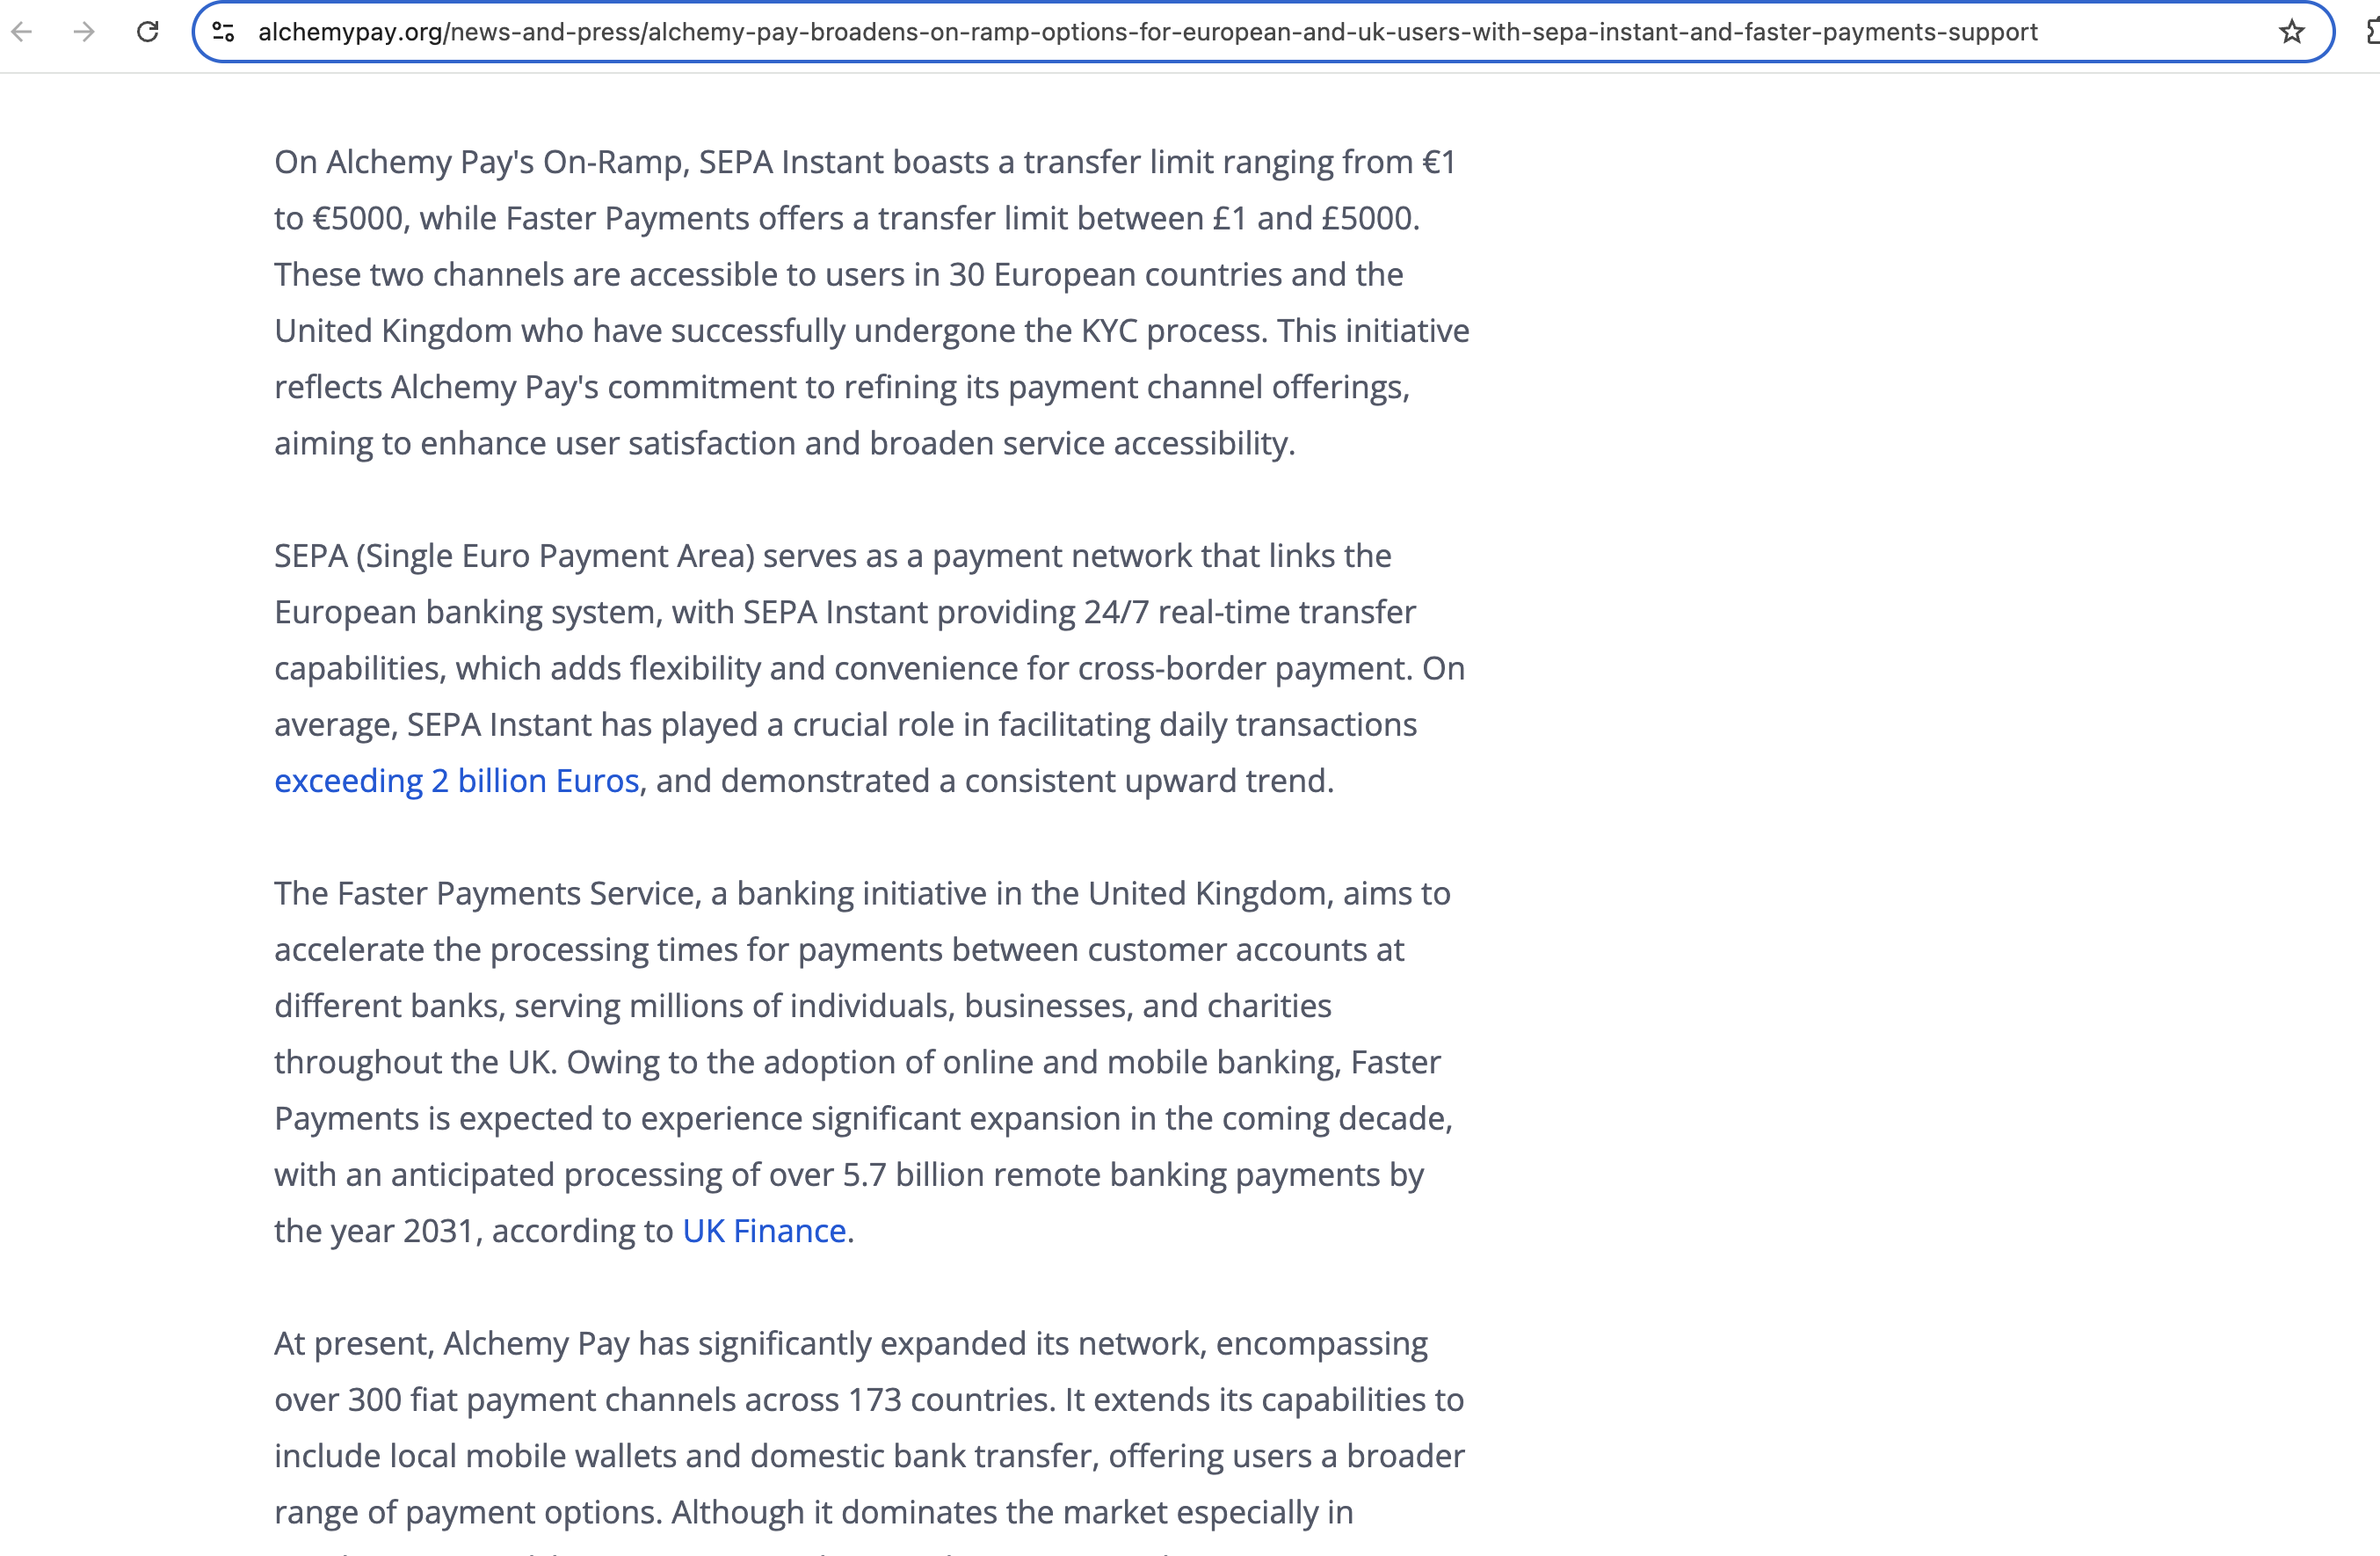 alchemypay.org/news-and-press/alchemy-pay-broadens-on-ramp-options-for-european-and-uk-users-with-sepa-instant-and-faster-payments-support
On Alchemy Pay's On-Ramp, SEPA Instant boasts a transfer limit ranging from €1
to €5000, while Faster Payments offers a transfer limit between £1 and £5000.
These two channels are accessible to users in 30 European countries and the
United Kingdom who have successfully undergone the KYC process. This initiative
reflects Alchemy Pay's commitment to refining its payment channel offerings,
aiming to enhance user satisfaction and broaden service accessibility.
SEPA (Single Euro Payment Area) serves as a payment network that links the
European banking system, with SEPA Instant providing 24/7 real-time transfer
capabilities, which adds flexibility and convenience for cross-border payment. On
average, SEPA Instant has played a crucial role in facilitating daily transactions
exceeding 2 billion Euros, and demonstrated a consistent upward trend.
The Faster Payments Service, a banking initiative in the United Kingdom, aims to
accelerate the processing times for payments between customer accounts at
different banks, serving millions of individuals, businesses, and charities
throughout the UK. Owing to the adoption of online and mobile banking, Faster
Payments is expected to experience significant expansion in the coming decade,
with an anticipated processing of over 5.7 billion remote banking payments by
the year 2031, according to UK Finance.
At present, Alchemy Pay has significantly expanded its network, encompassing
over 300 fiat payment channels across 173 countries. It extends its capabilities to
include local mobile wallets and domestic bank transfer, offering users a broader
range of payment options. Although it dominates the market especially in